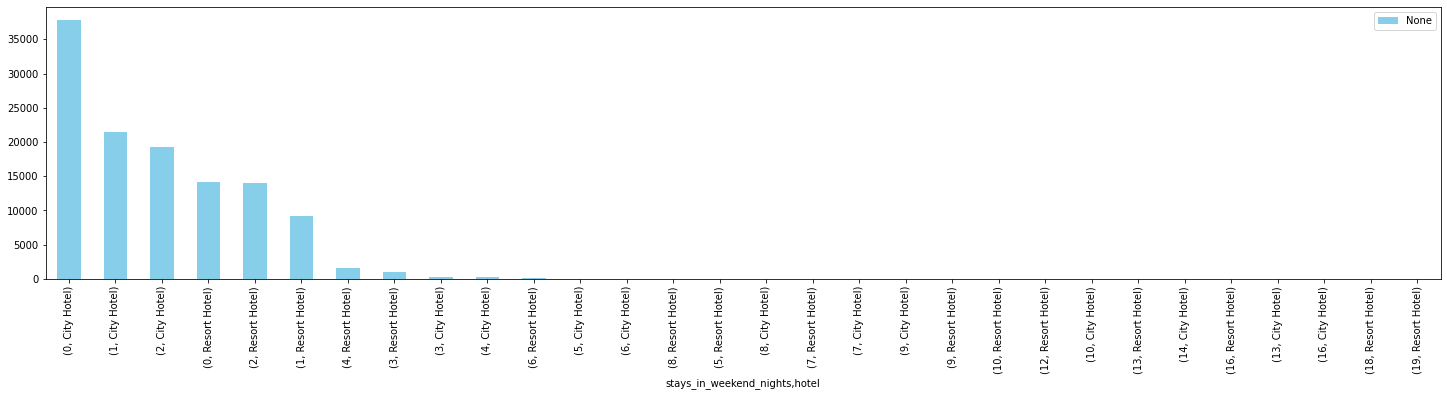 None
35000
30000
25000
20000
15000
10000
5000
0
(0, City Hotel)
(1, City Hotel)
(2, City Hotel)
(0, Resort Hotel)
(2, Resort Hotel)
(1, Resort Hotel)
(4, Resort Hotel)
(3, Resort Hotel)
(3, City Hotel)
(4, City Hotel)
(6, Resort Hotel)
(5, City Hotel)
(6, City Hotel)
(8, Resort Hotel)
(5, Resort Hotel)
(8, City Hotel)
(7, Resort Hotel)
(7, City Hotel)
(9, City Hotel)
(9, Resort Hotel)
(10, Resort Hotel)
(12, Resort Hotel)
(10, City Hotel)
(13, Resort Hotel)
(14, City Hotel)
(16, Resort Hotel)
(13, City Hotel)
(16, City Hotel)
(18, Resort Hotel)
(19, Resort Hotel)
stays_in_weekend_nights,hotel